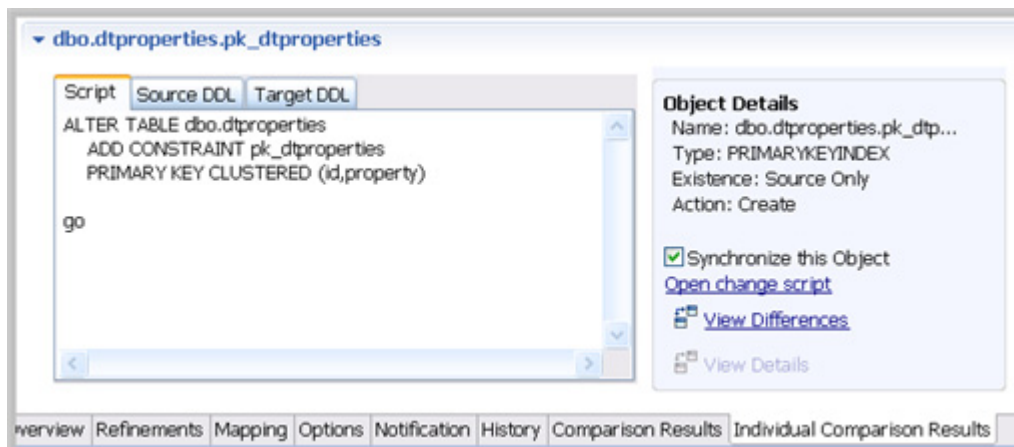 dbo.dtproperties.pk_dtproperties
Script Source DDL Target DDL
ALTER TABLE dbo.dtproperties
ADD CONSTRAINT pk_dtproperties
PRIMARY KEY CLUSTERED (id,property)
go
Object Details
Name: dbo.dtproperties.pk_dtp...
Type: PRIMARYKEYINDEX
Existence: Source Only
Action: Create
Synchronize this Object
Open change script
View Differences
View Details
verview Refinements Mapping Options Notification History Comparison Results Individual Comparison Results